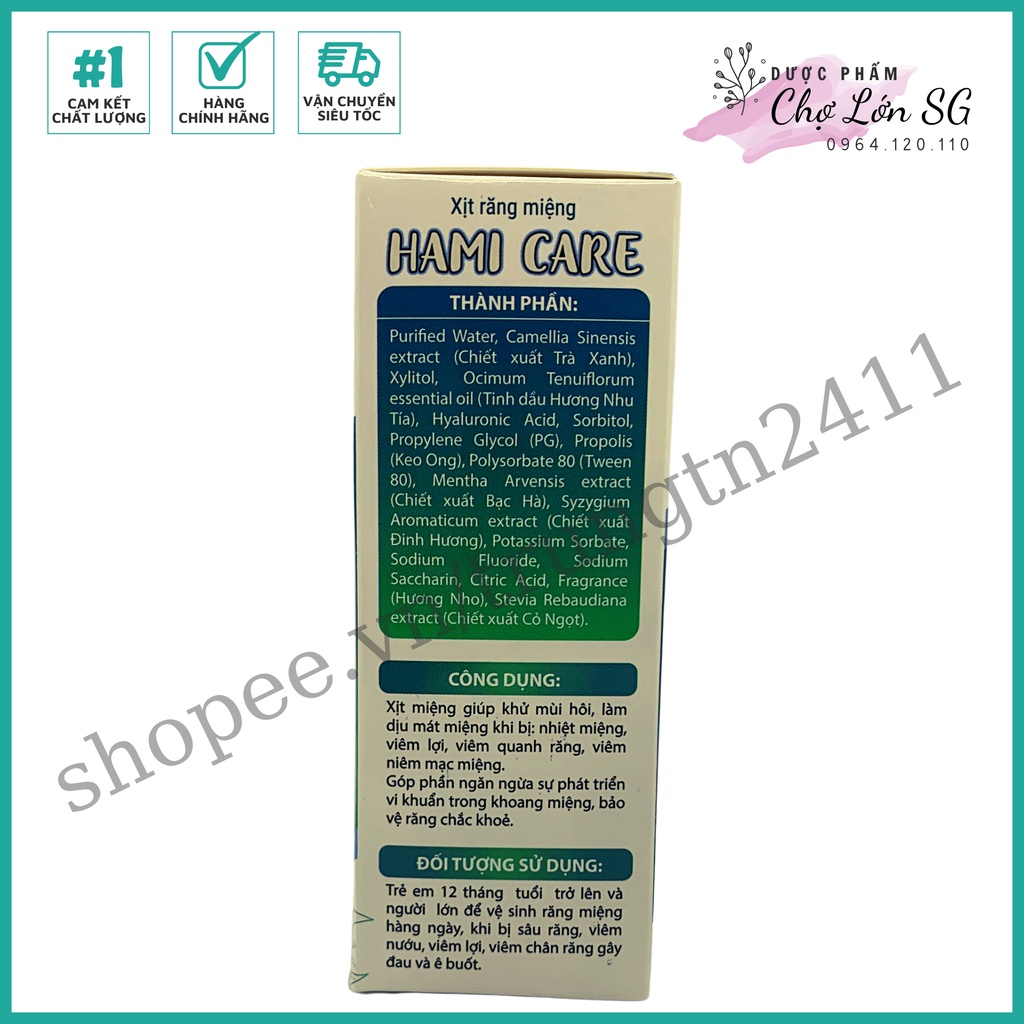 #1
CAM KẾT
CHẤT LƯỢNG
HÀNG
CHÍNH HÃNG
VẬN CHUYỂN
SIÊU TỐC
DƯỢC PHẨM
Chợ Lớn SG
0964.120.110
Xịt răng miệng
HAMI CARE
THÀNH PHẦN:
Purified Water, Camellia Sinensis
extract (Chiết xuất Trà Xanh),
Xylitol, Ocimum Tenuiflorum
essential oil (Tinh dầu Hương Nhu
Tía), Hyaluronic Acid, Sorbitol,
Propylene Glycol (PG), Propolis
(Keo Ong), Polysorbate 80 (Tween
80), Mentha Arvensis extract
(Chiết xuất Bạc Hà), Syzygium
Aromaticum extract (Chiết xuất
Đinh Hương), Potassium Sorbate,
Sodium Fluoride, Sodium
Saccharin, Citric Acid, Fragrance
(Hương Nho), Stevia Rebaudiana
extract (Chiết xuất Cỏ Ngọt).
CÔNG DỤNG:
Xịt miệng giúp khử mùi hôi, làm
dịu mát miệng khi bị: nhiệt miệng,
viêm lợi, viêm quanh răng, viêm
niêm mạc miệng.
Góp phần ngăn ngừa sự phát triển
vi khuẩn trong khoang miệng, bảo
vệ răng chắc khoẻ.
ĐỐI TƯỢNG SỬ DỤNG:
Trẻ em 12 tháng tuổi trở lên và
người lớn để vệ sinh răng miệng
hàng ngày, khi bị sâu răng, viêm
nướu, viêm lợi, viêm chân răng gây
đau và ê buốt.